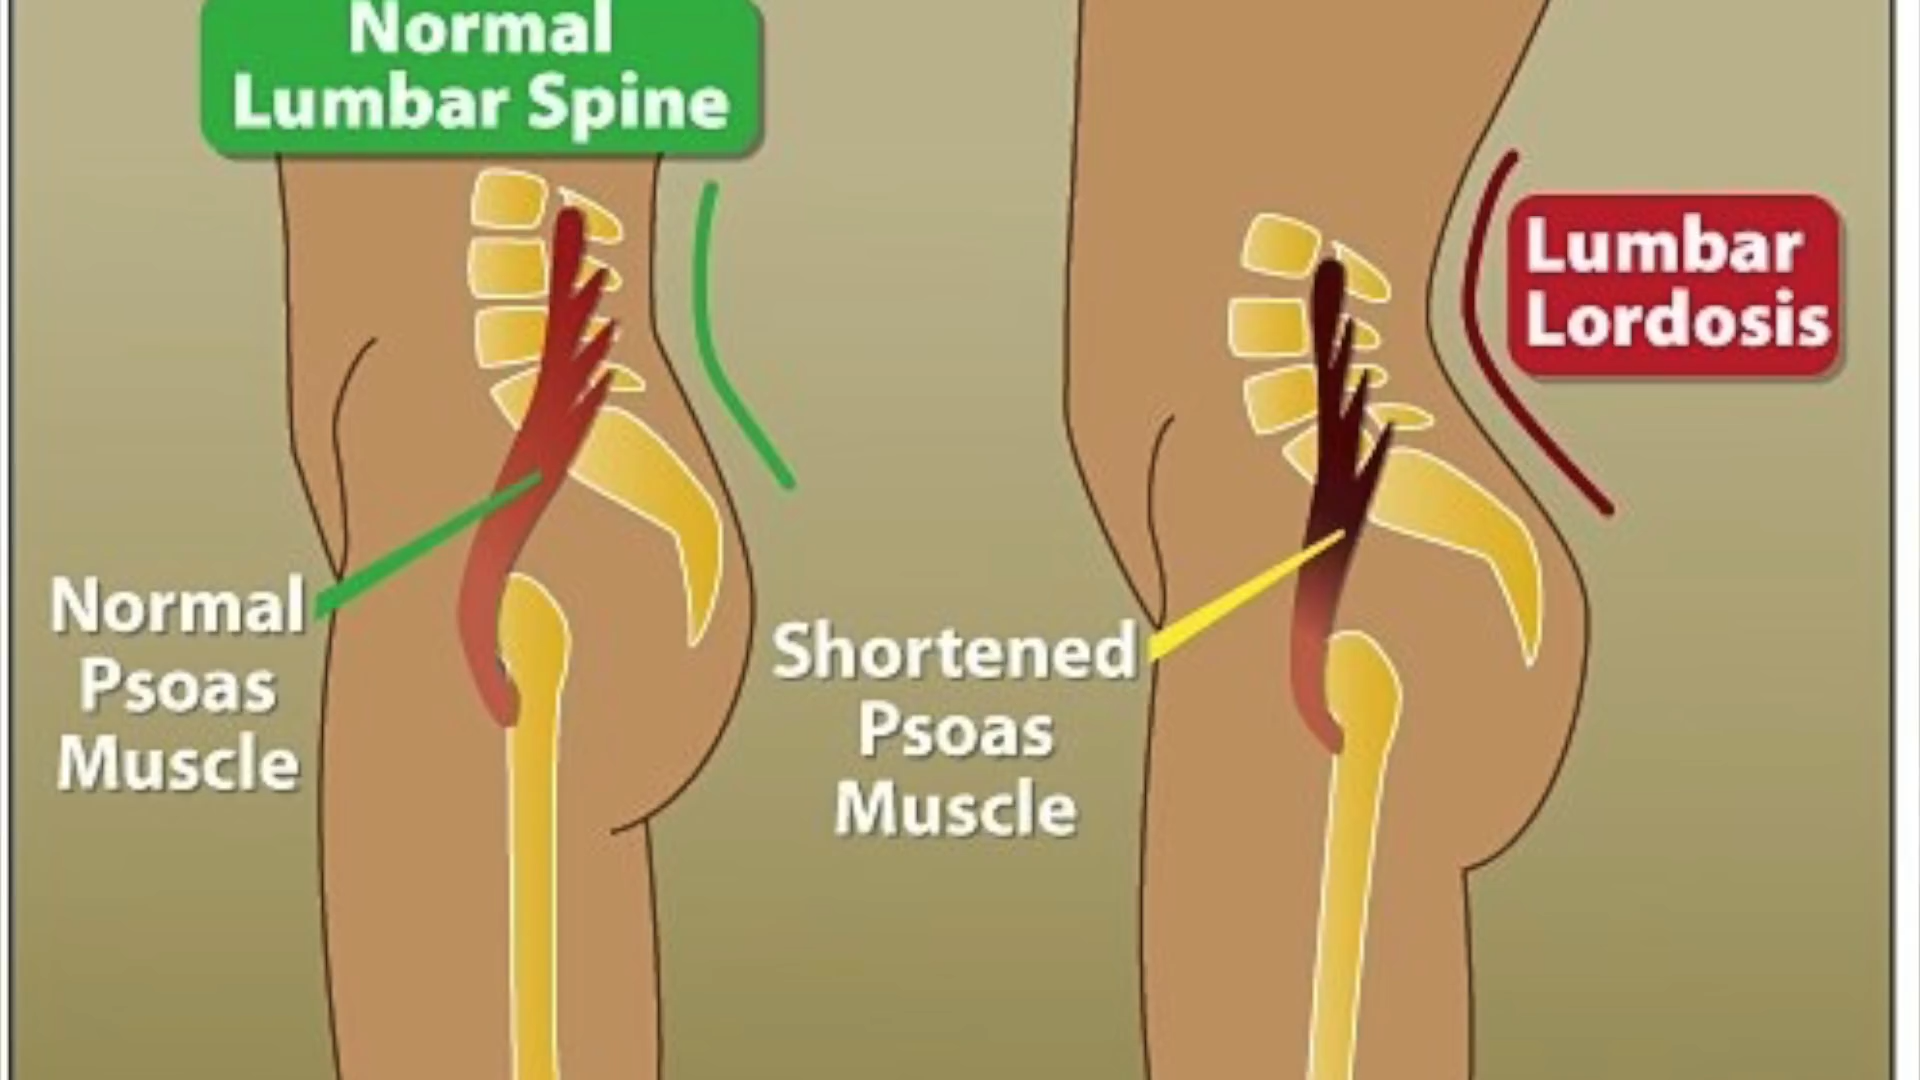 Normal
Lumbar Spine
Normal
Psoas
Muscle
Lumbar
Lordosis
Shortened
Psoas
Muscle